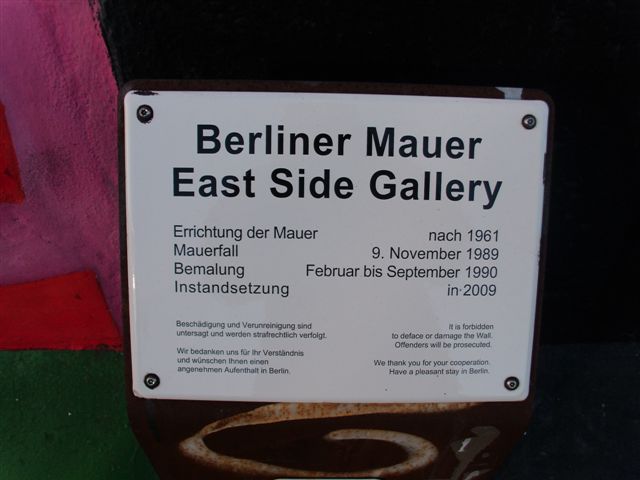 Berliner Mauer
East Side Gallery
Errichtung der Mauer nach 1961
Mauerfall 9. November 1989
Bemalung Februar bis September 1990
Instandsetzung in 2009
Beschädigung und Verunreinigung sind
untersagt und werden strafrechtlich verfolgt.
Wir bedanken uns für Ihr Verständnis
und wünschen Ihnen einen
angenehmen Aufenthalt in Berlin.
It is forbidden
to deface or damage the Wall.
Offenders will be prosecuted.
We thank you for your cooperation.
Have a pleasant stay in Berlin.